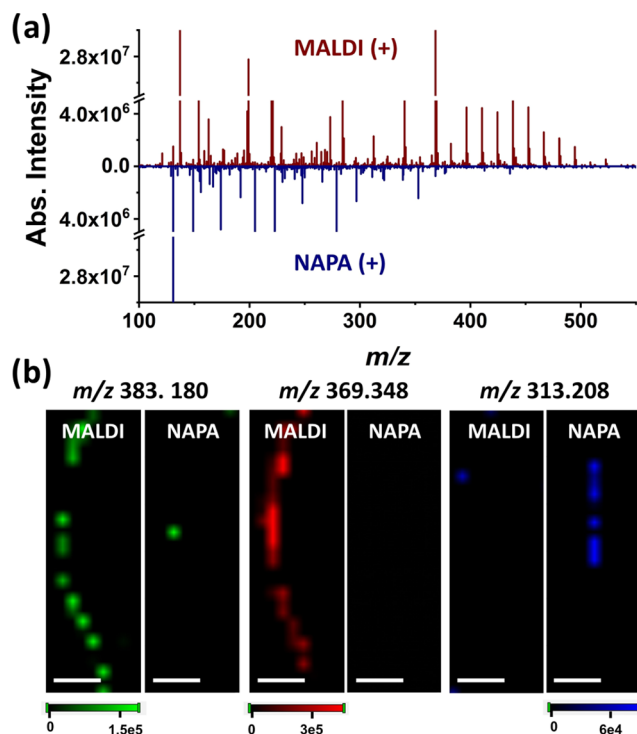 (a)
MALDI (+)
2.8x10⁷
4.0x10⁶
0.0
4.0x10⁶
2.8x10⁷
Abs. Intensity
NAPA (+)
100 200 300 400 500
m/z
(b)
m/z 383. 180 m/z 369.348 m/z 313.208
MALDI NAPA MALDI NAPA MALDI NAPA
0 1.5e5 0 3e5 0 6e4